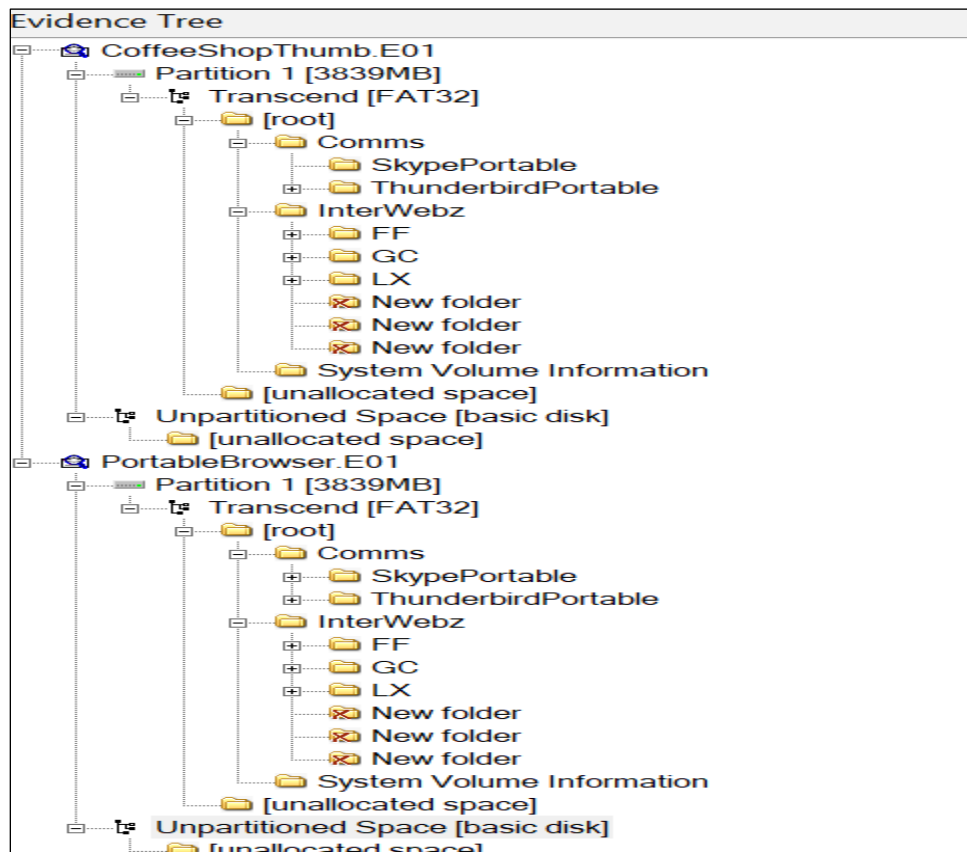 Evidence Tree
CoffeeShopThumb.E01
Partition 1 [3839MB]
Transcend [FAT32]
[root]
Comms
SkypePortable
ThunderbirdPortable
InterWebz
FF
GC
LX
New folder
New folder
New folder
System Volume Information
[unallocated space]
Unpartitioned Space [basic disk]
[unallocated space]
PortableBrowser.E01
Partition 1 [3839MB]
Transcend [FAT32]
[root]
Comms
SkypePortable
ThunderbirdPortable
InterWebz
FF
GC
LX
New folder
New folder
New folder
System Volume Information
[unallocated space]
Unpartitioned Space [basic disk]
[unallocated space]